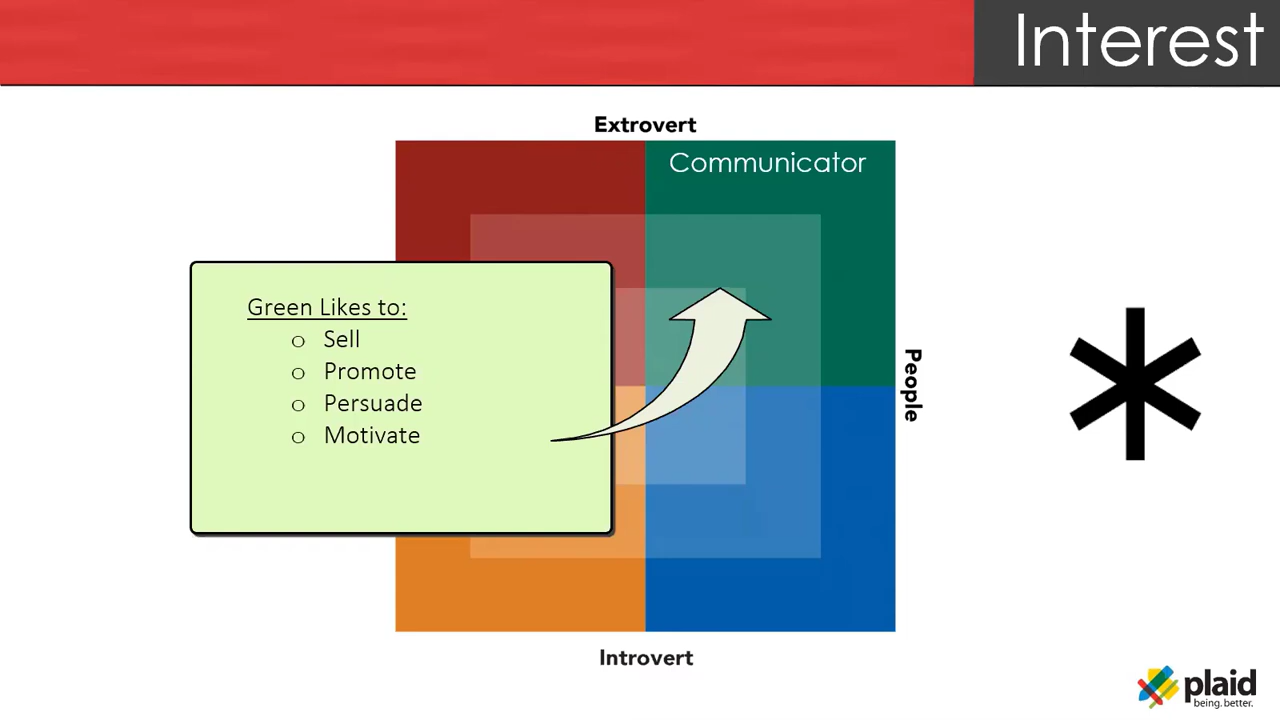 Interest
Extrovert
Communicator
Green Likes to:
o Sell
o Promote
o Persuade
o Motivate
People
*
Introvert
plaid
being. better.